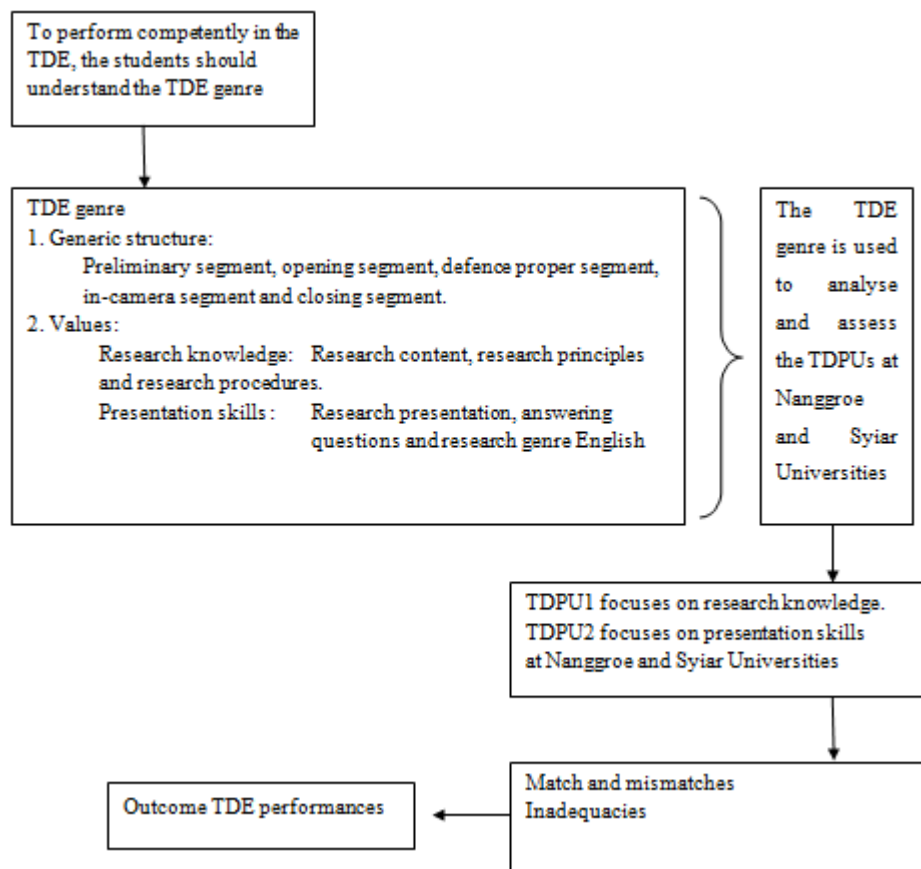 To perform competently in the
TDE, the students should
understand the TDE genre
TDE genre
1. Generic structure:
Preliminary segment, opening segment, defence proper segment,
in-camera segment and closing segment.
2. Values:
Research knowledge: Research content, research principles
and research procedures.
Presentation skills : Research presentation, answering
questions and research genre English
The TDE
genre is used
to analyse
and assess
the TDPUs at
Nanggroe
and Syiar
Universities
TDPU1 focuses on research knowledge.
TDPU2 focuses on presentation skills
at Nanggroe and Syiar Universities
Match and mismatches
Inadequacies
Outcome TDE performances